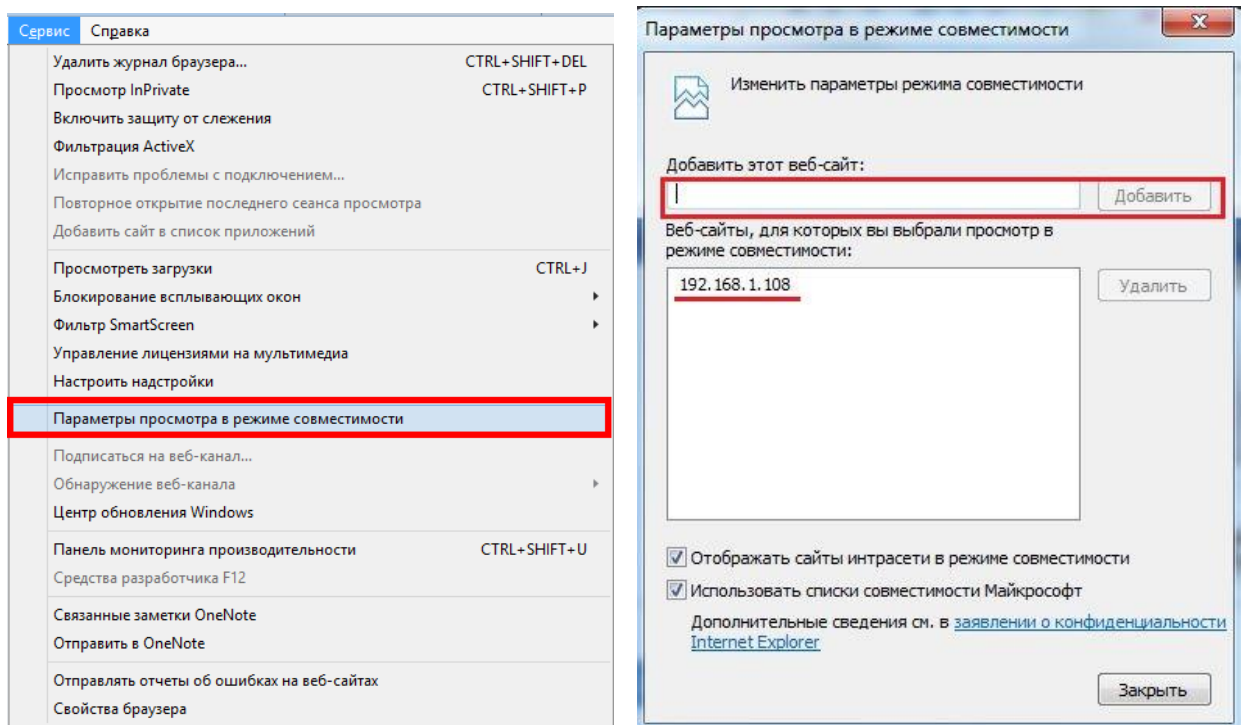 Сервис Справка
Удалить журнал браузера... CTRL+SHIFT+DEL
Просмотр InPrivate CTRL+SHIFT+P
Включить защиту от слежения
Фильтрация ActiveX
Исправить проблемы с подключением...
Повторное открытие последнего сеанса просмотра
Добавить сайт в список приложений
Просмотреть загрузки CTRL+J
Блокирование всплывающих окон
Фильтр SmartScreen
Управление лицензиями на мультимедиа
Настроить надстройки
Параметры просмотра в режиме совместимости
Подписаться на веб-канал...
Обнаружение веб-канала
Центр обновления Windows
Панель мониторинга производительности CTRL+SHIFT+U
Средства разработчика F12
Связанные заметки OneNote
Отправить в OneNote
Отправлять отчеты об ошибках на веб-сайтах
Свойства браузера
Параметры просмотра в режиме совместимости
Изменить параметры режима совместимости
Добавить этот веб-сайт:
Добавить
Веб-сайты, для которых вы выбрали просмотр в
режиме совместимости:
192.168.1.108
Удалить
Отображать сайты интрасети в режиме совместимости
Использовать списки совместимости Майкрософт
Дополнительные сведения см. в заявлении о конфиденциальности
Internet Explorer
Закрыть